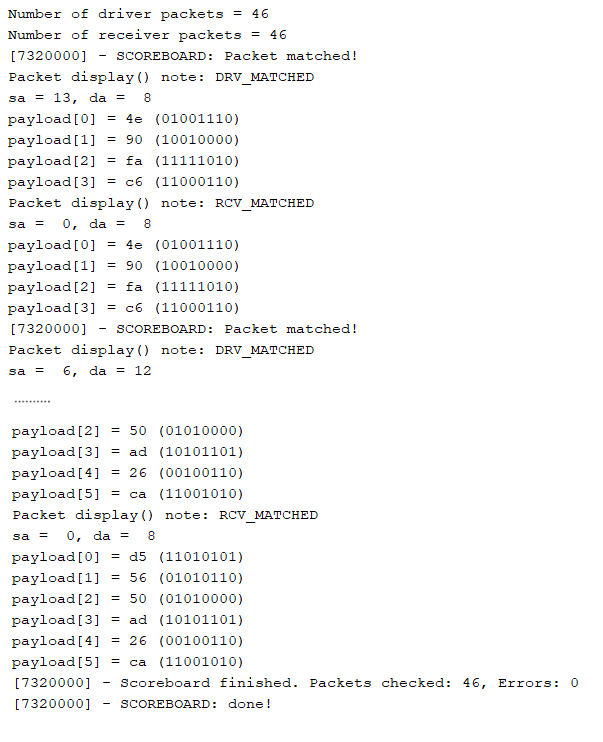 Number of driver packets = 46
Number of receiver packets = 46
[7320000] - SCOREBOARD: Packet matched!
Packet display() note: DRV_MATCHED
sa = 13, da =  8
payload[0] = 4e (01001110)
payload[1] = 90 (10010000)
payload[2] = fa (11111010)
payload[3] = c6 (11000110)
Packet display() note: RCV_MATCHED
sa =  0, da =  8
payload[0] = 4e (01001110)
payload[1] = 90 (10010000)
payload[2] = fa (11111010)
payload[3] = c6 (11000110)
[7320000] - SCOREBOARD: Packet matched!
Packet display() note: DRV_MATCHED
sa =  6, da = 12
..........
payload[2] = 50 (01010000)
payload[3] = ad (10101101)
payload[4] = 26 (00100110)
payload[5] = ca (11001010)
Packet display() note: RCV_MATCHED
sa =  0, da =  8
payload[0] = d5 (11010101)
payload[1] = 56 (01010110)
payload[2] = 50 (01010000)
payload[3] = ad (10101101)
payload[4] = 26 (00100110)
payload[5] = ca (11001010)
[7320000] - Scoreboard finished. Packets checked: 46, Errors: 0
[7320000] - SCOREBOARD: done!